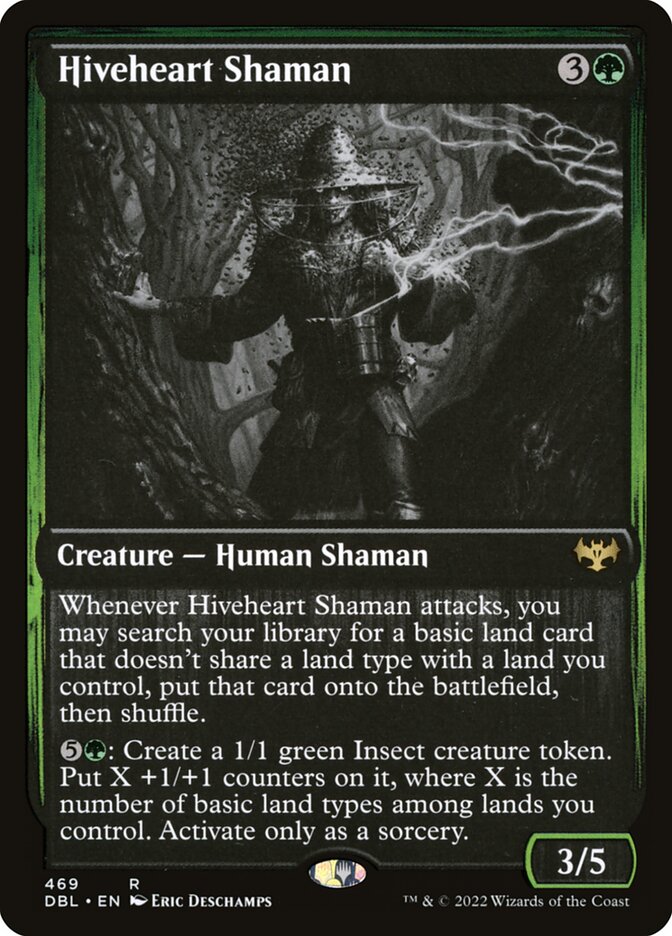 Hiveheart Shaman 3
Creature — Human Shaman
Whenever Hiveheart Shaman attacks, you
may search your library for a basic land card
that doesn't share a land type with a land you
control, put that card onto the battlefield,
then shuffle.
5: Create a 1/1 green Insect creature token.
Put X +1/+1 counters on it, where X is the
number of basic land types among lands you
control. Activate only as a sorcery.
3/5
469 R
DBL • EN Eric Deschamps ™ & © 2022 Wizards of the Coast